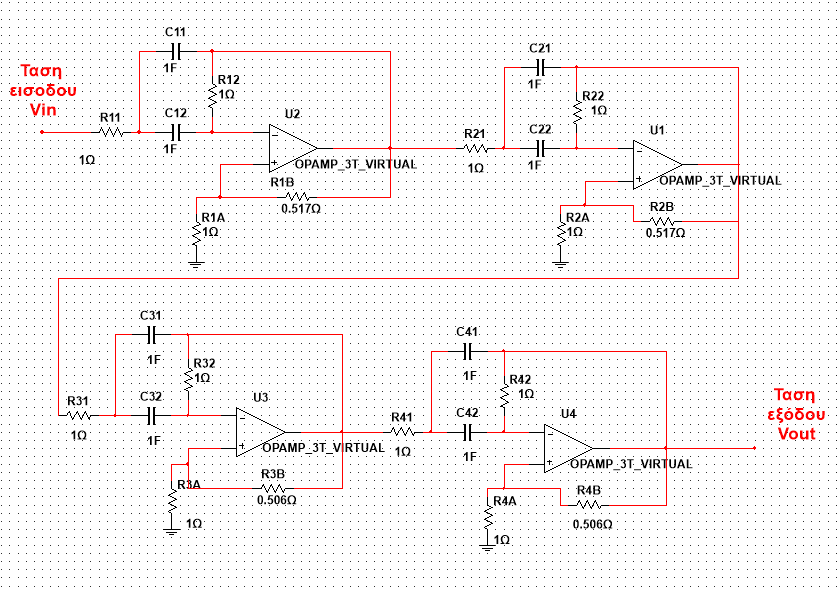 C11
1F
Ταση
εισοδου
Vin
R12
1Ω
R11
1Ω
C12
1F
U2
OPAMP_3T_VIRTUAL
R1B
0.517Ω
R1A
1Ω
C21
1F
R22
1Ω
R21
1Ω
C22
1F
U1
OPAMP_3T_VIRTUAL
R2B
0.517Ω
R2A
1Ω
C31
1F
R32
1Ω
R31
1Ω
C32
1F
U3
OPAMP_3T_VIRTUAL
R3B
0.506Ω
R3A
1Ω
C41
1F
R42
1Ω
R41
1Ω
C42
1F
U4
OPAMP_3T_VIRTUAL
R4B
0.506Ω
R4A
1Ω
Ταση
εξόδου
Vout